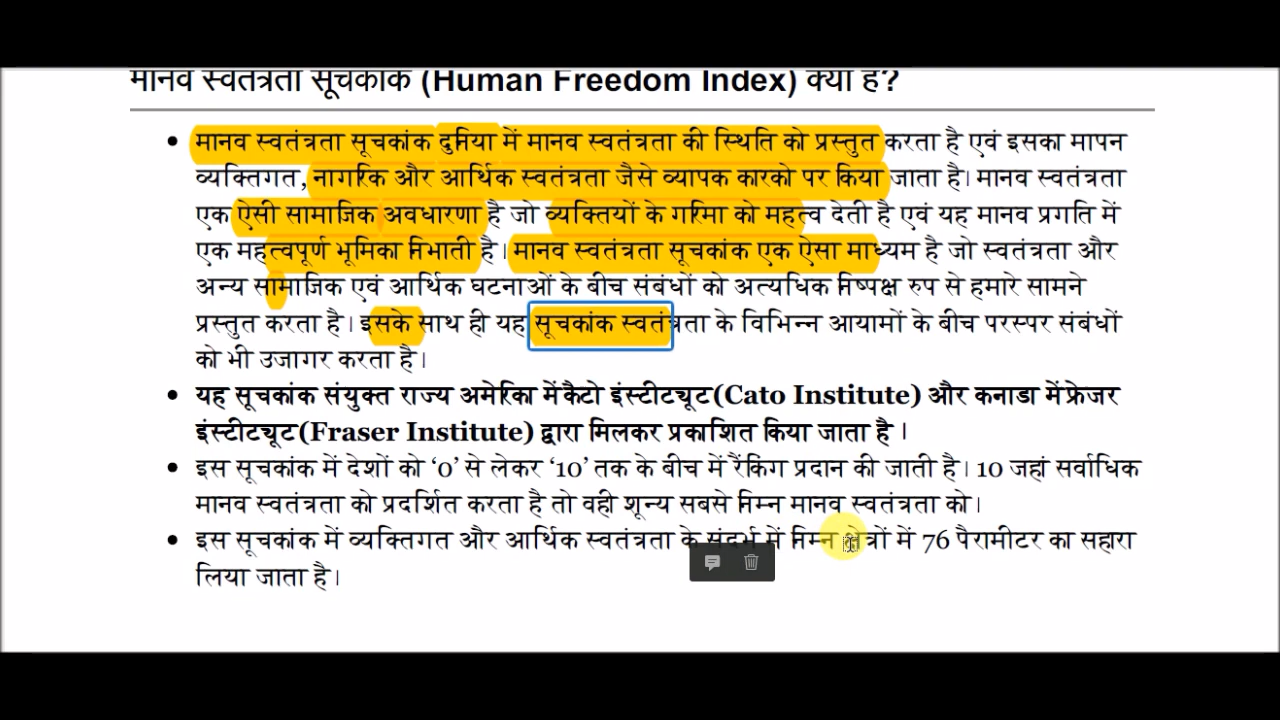 मानव स्वतंत्रता सूचकांक (Human Freedom Index) क्या है?
• मानव स्वतंत्रता सूचकांक दुनिया में मानव स्वतंत्रता की स्थिति को प्रस्तुत करता है एवं इसका मापन
व्यक्तिगत, नागरिक और आर्थिक स्वतंत्रता जैसे व्यापक कारको पर किया जाता है। मानव स्वतंत्रता
एक ऐसी सामाजिक अवधारणा है जो व्यक्तियों के गरिमा को महत्व देती है एवं यह मानव प्रगति में
एक महत्वपूर्ण भूमिका निभाती है। मानव स्वतंत्रता सूचकांक एक ऐसा माध्यम है जो स्वतंत्रता और
अन्य सामाजिक एवं आर्थिक घटनाओं के बीच संबंधों को अत्यधिक निष्पक्ष रुप से हमारे सामने
प्रस्तुत करता है। इसके साथ ही यह सूचकांक स्वतंत्रता के विभिन्न आयामों के बीच परस्पर संबंधों
को भी उजागर करता है।
• यह सूचकांक संयुक्त राज्य अमेरिका में कैटो इंस्टीटच्यूट(Cato Institute) और कनाडा में फ्रेजर
इंस्टीटच्यूट(Fraser Institute) द्वारा मिलकर प्रकाशित किया जाता है ।
• इस सूचकांक में देशों को ‘0’ से लेकर ‘10’ तक के बीच में रैंकिंग प्रदान की जाती है। 10 जहां सर्वाधिक
मानव स्वतंत्रता को प्रदर्शित करता है तो वही शून्य सबसे निम्न मानव स्वतंत्रता को।
• इस सूचकांक में व्यक्तिगत और आर्थिक स्वतंत्रता के संदर्भ में निम्न क्षेत्रों में 76 पैरामीटर का सहारा
लिया जाता है।